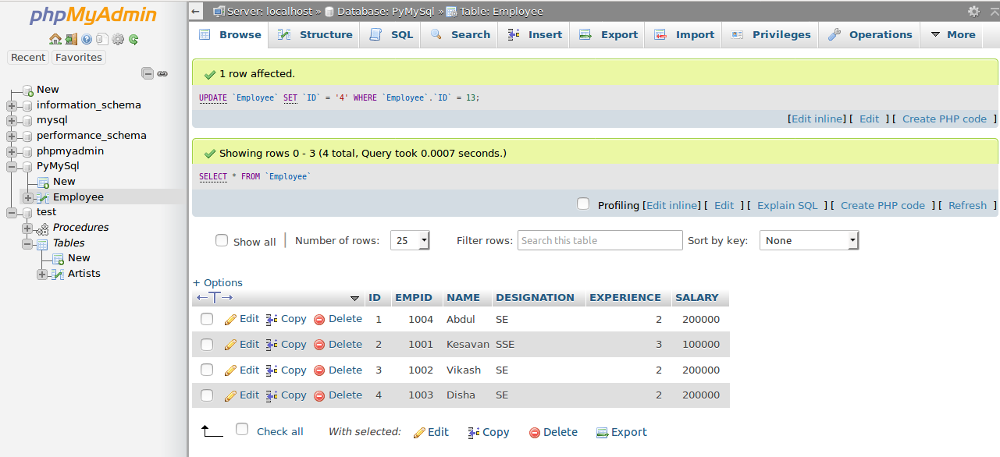 phpMyAdmin
Recent Favorites
New
information_schema
mysql
performance_schema
phpmyadmin
PyMySql
New
Employee
test
Procedures
Tables
New
Artists
Server: localhost » Database: PyMySql » Table: Employee
Browse Structure SQL Search Insert Export Import Privileges Operations More
1 row affected.
UPDATE `Employee` SET `ID` = '4' WHERE `Employee`.`ID` = 13;
[Edit inline] [ Edit ] [ Create PHP code ]
Showing rows 0 - 3 (4 total, Query took 0.0007 seconds.)
SELECT * FROM `Employee`
Profiling [Edit inline] [ Edit ] [ Explain SQL ] [ Create PHP code ] [ Refresh ]
Show all | Number of rows: 25 Filter rows: Search this table Sort by key: None
+ Options
ID EMPID NAME DESIGNATION EXPERIENCE SALARY
Edit Copy Delete 1 1004 Abdul SE 2 200000
Edit Copy Delete 2 1001 Kesavan SSE 3 100000
Edit Copy Delete 3 1002 Vikash SE 2 200000
Edit Copy Delete 4 1003 Disha SE 2 200000
Check all With selected: Edit Copy Delete Export